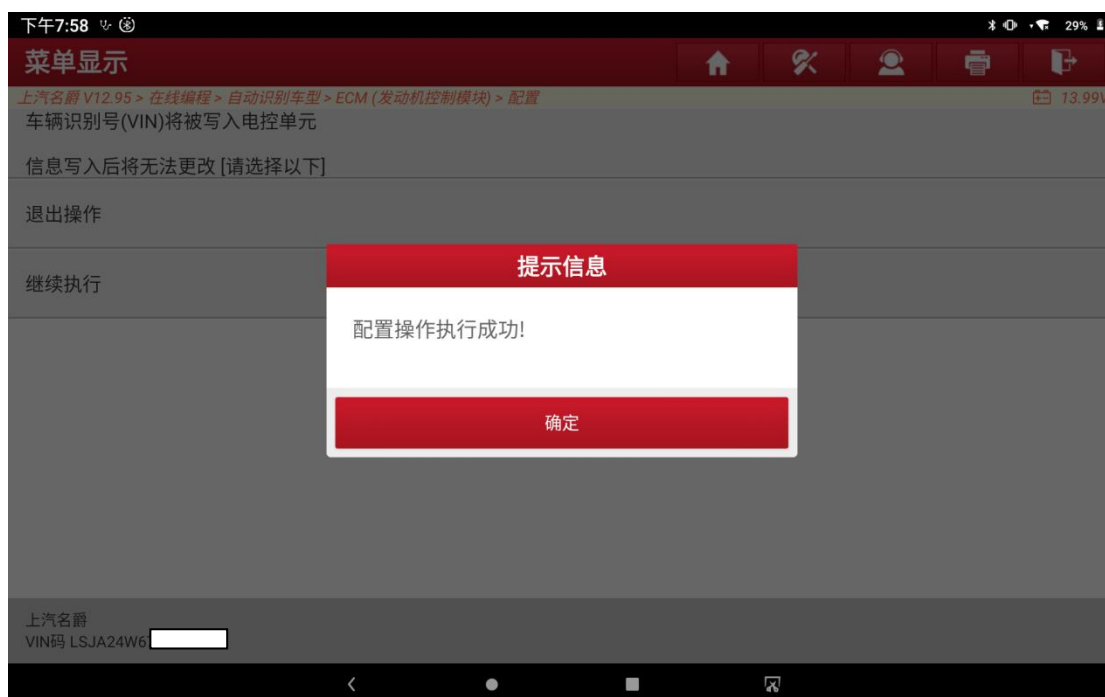 下午7:58
29%
菜单显示
上汽名爵 V12.95 > 在线编程 > 自动识别车型 > ECM (发动机控制模块) > 配置
13.99V
车辆识别号(VIN)将被写入电控单元
信息写入后将无法更改 [请选择以下]
退出操作
继续执行
提示信息
配置操作执行成功!
确定
上汽名爵
VIN码 LSJA24W6